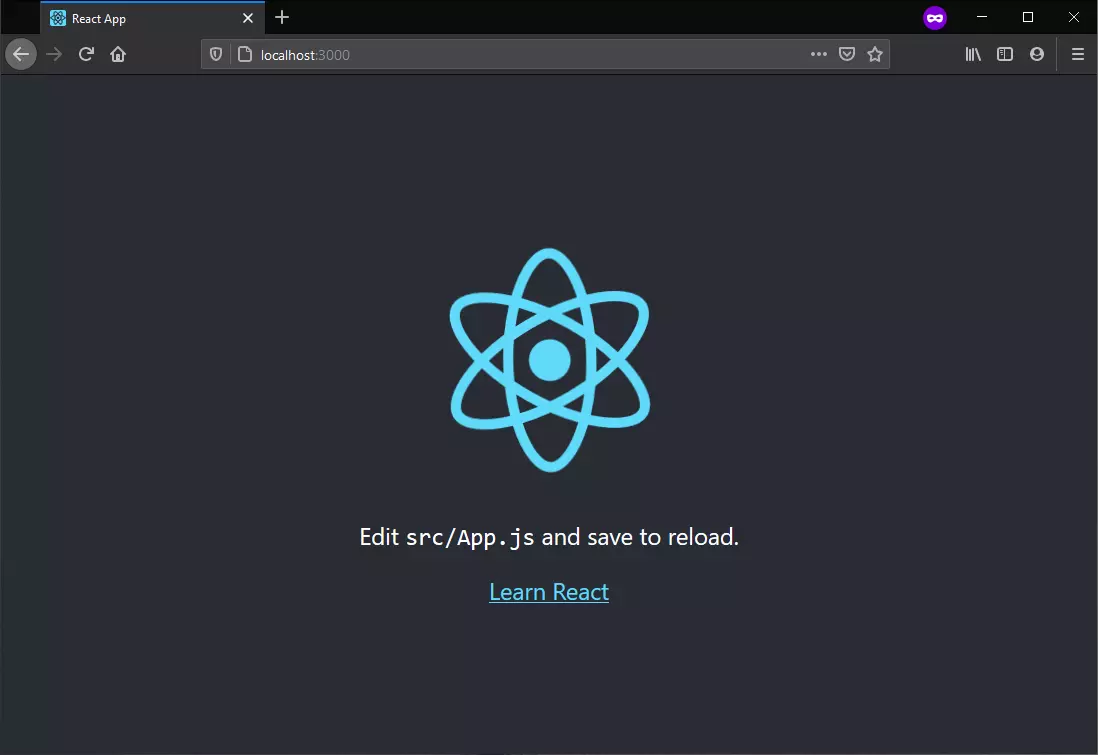 React App
localhost:3000
Edit src/App.js and save to reload.
Learn React